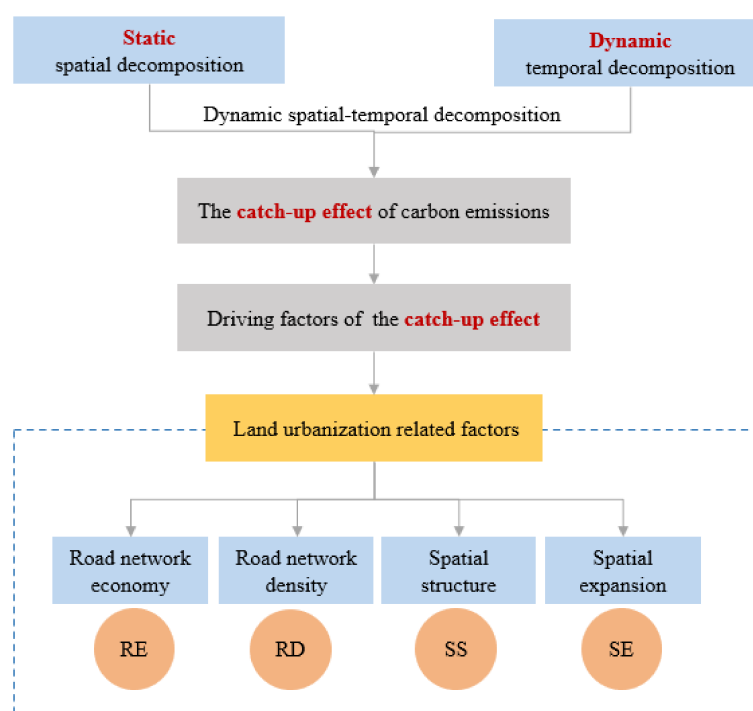 Static
spatial decomposition
Dynamic
temporal decomposition
Dynamic spatial-temporal decomposition
The catch-up effect of carbon emissions
Driving factors of the catch-up effect
Land urbanization related factors
Road network
economy
Road network
density
Spatial
structure
Spatial
expansion
RE
RD
SS
SE